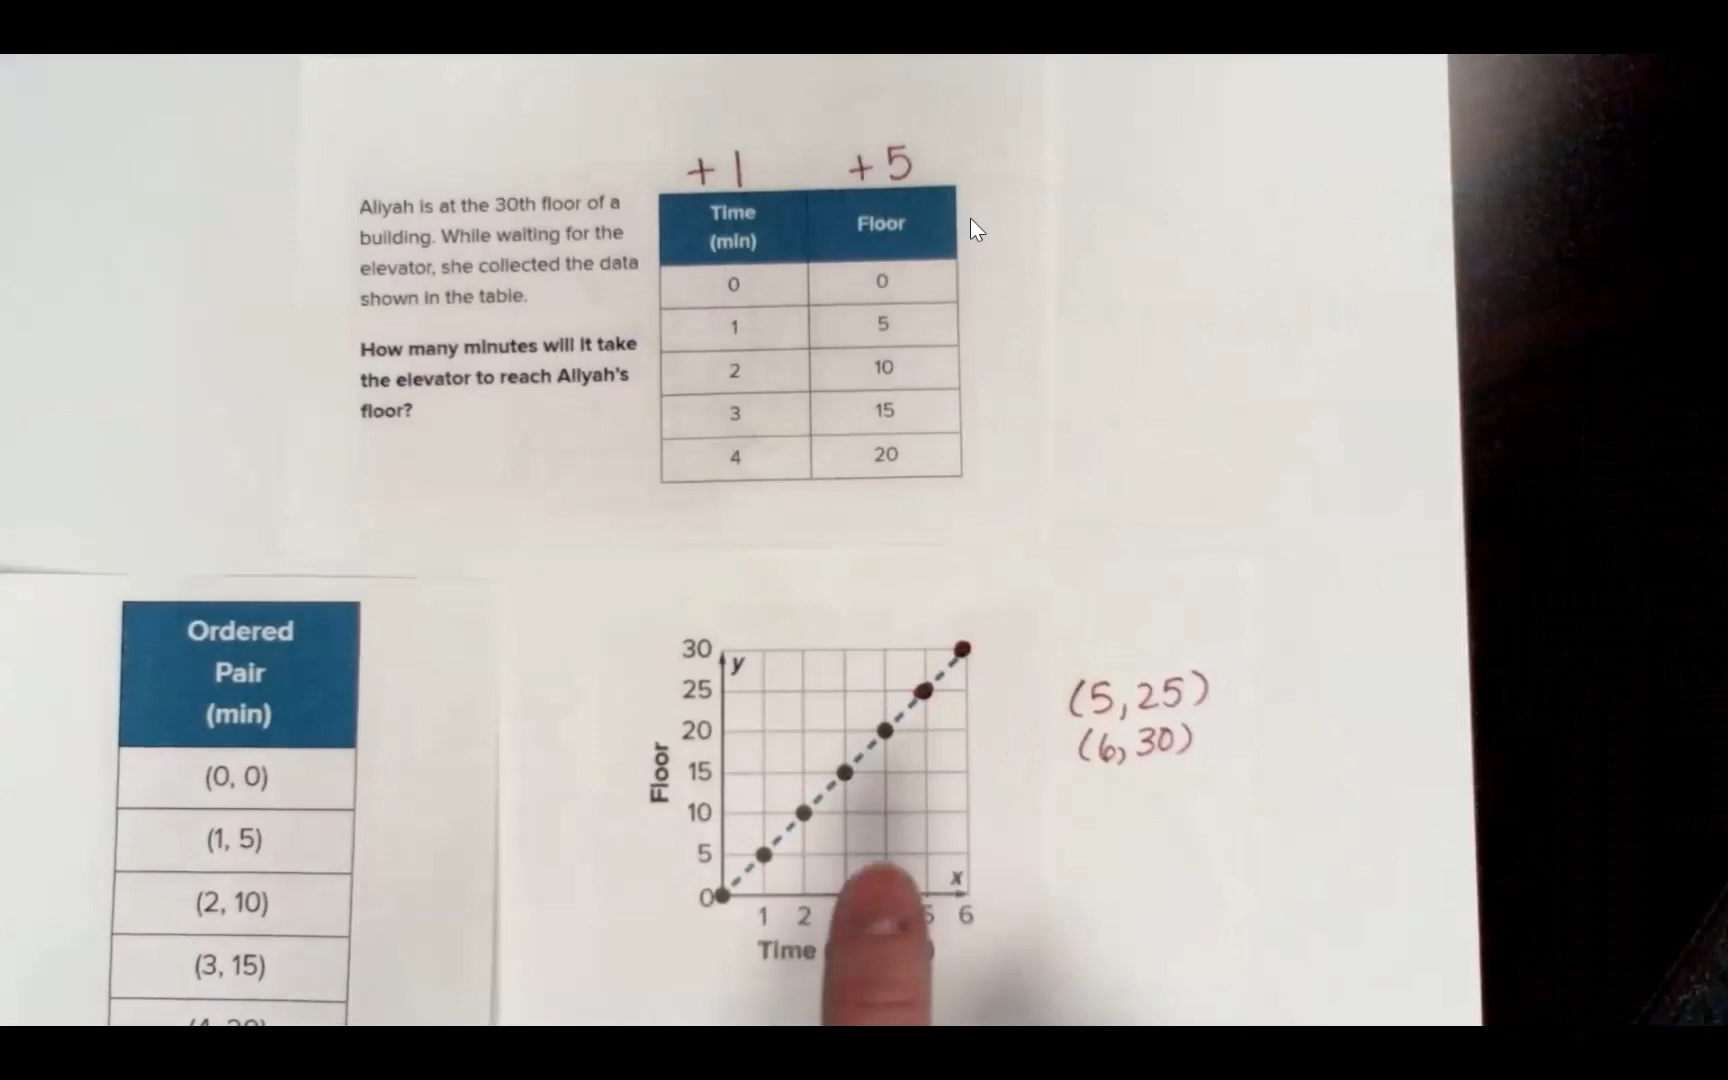 +1 +5
Aliyah is at the 30th floor of a
building. While waiting for the
elevator, she collected the data
shown in the table.
How many minutes will it take
the elevator to reach Aliyah's
floor?
Time
(min)
Floor
0 0
1 5
2 10
3 15
4 20
Ordered
Pair
(min)
(0, 0)
(1, 5)
(2, 10)
(3, 15)
30
25
20
15
10
5
0
y
x
Floor
1 2 6
Time
(5,25)
(6,30)